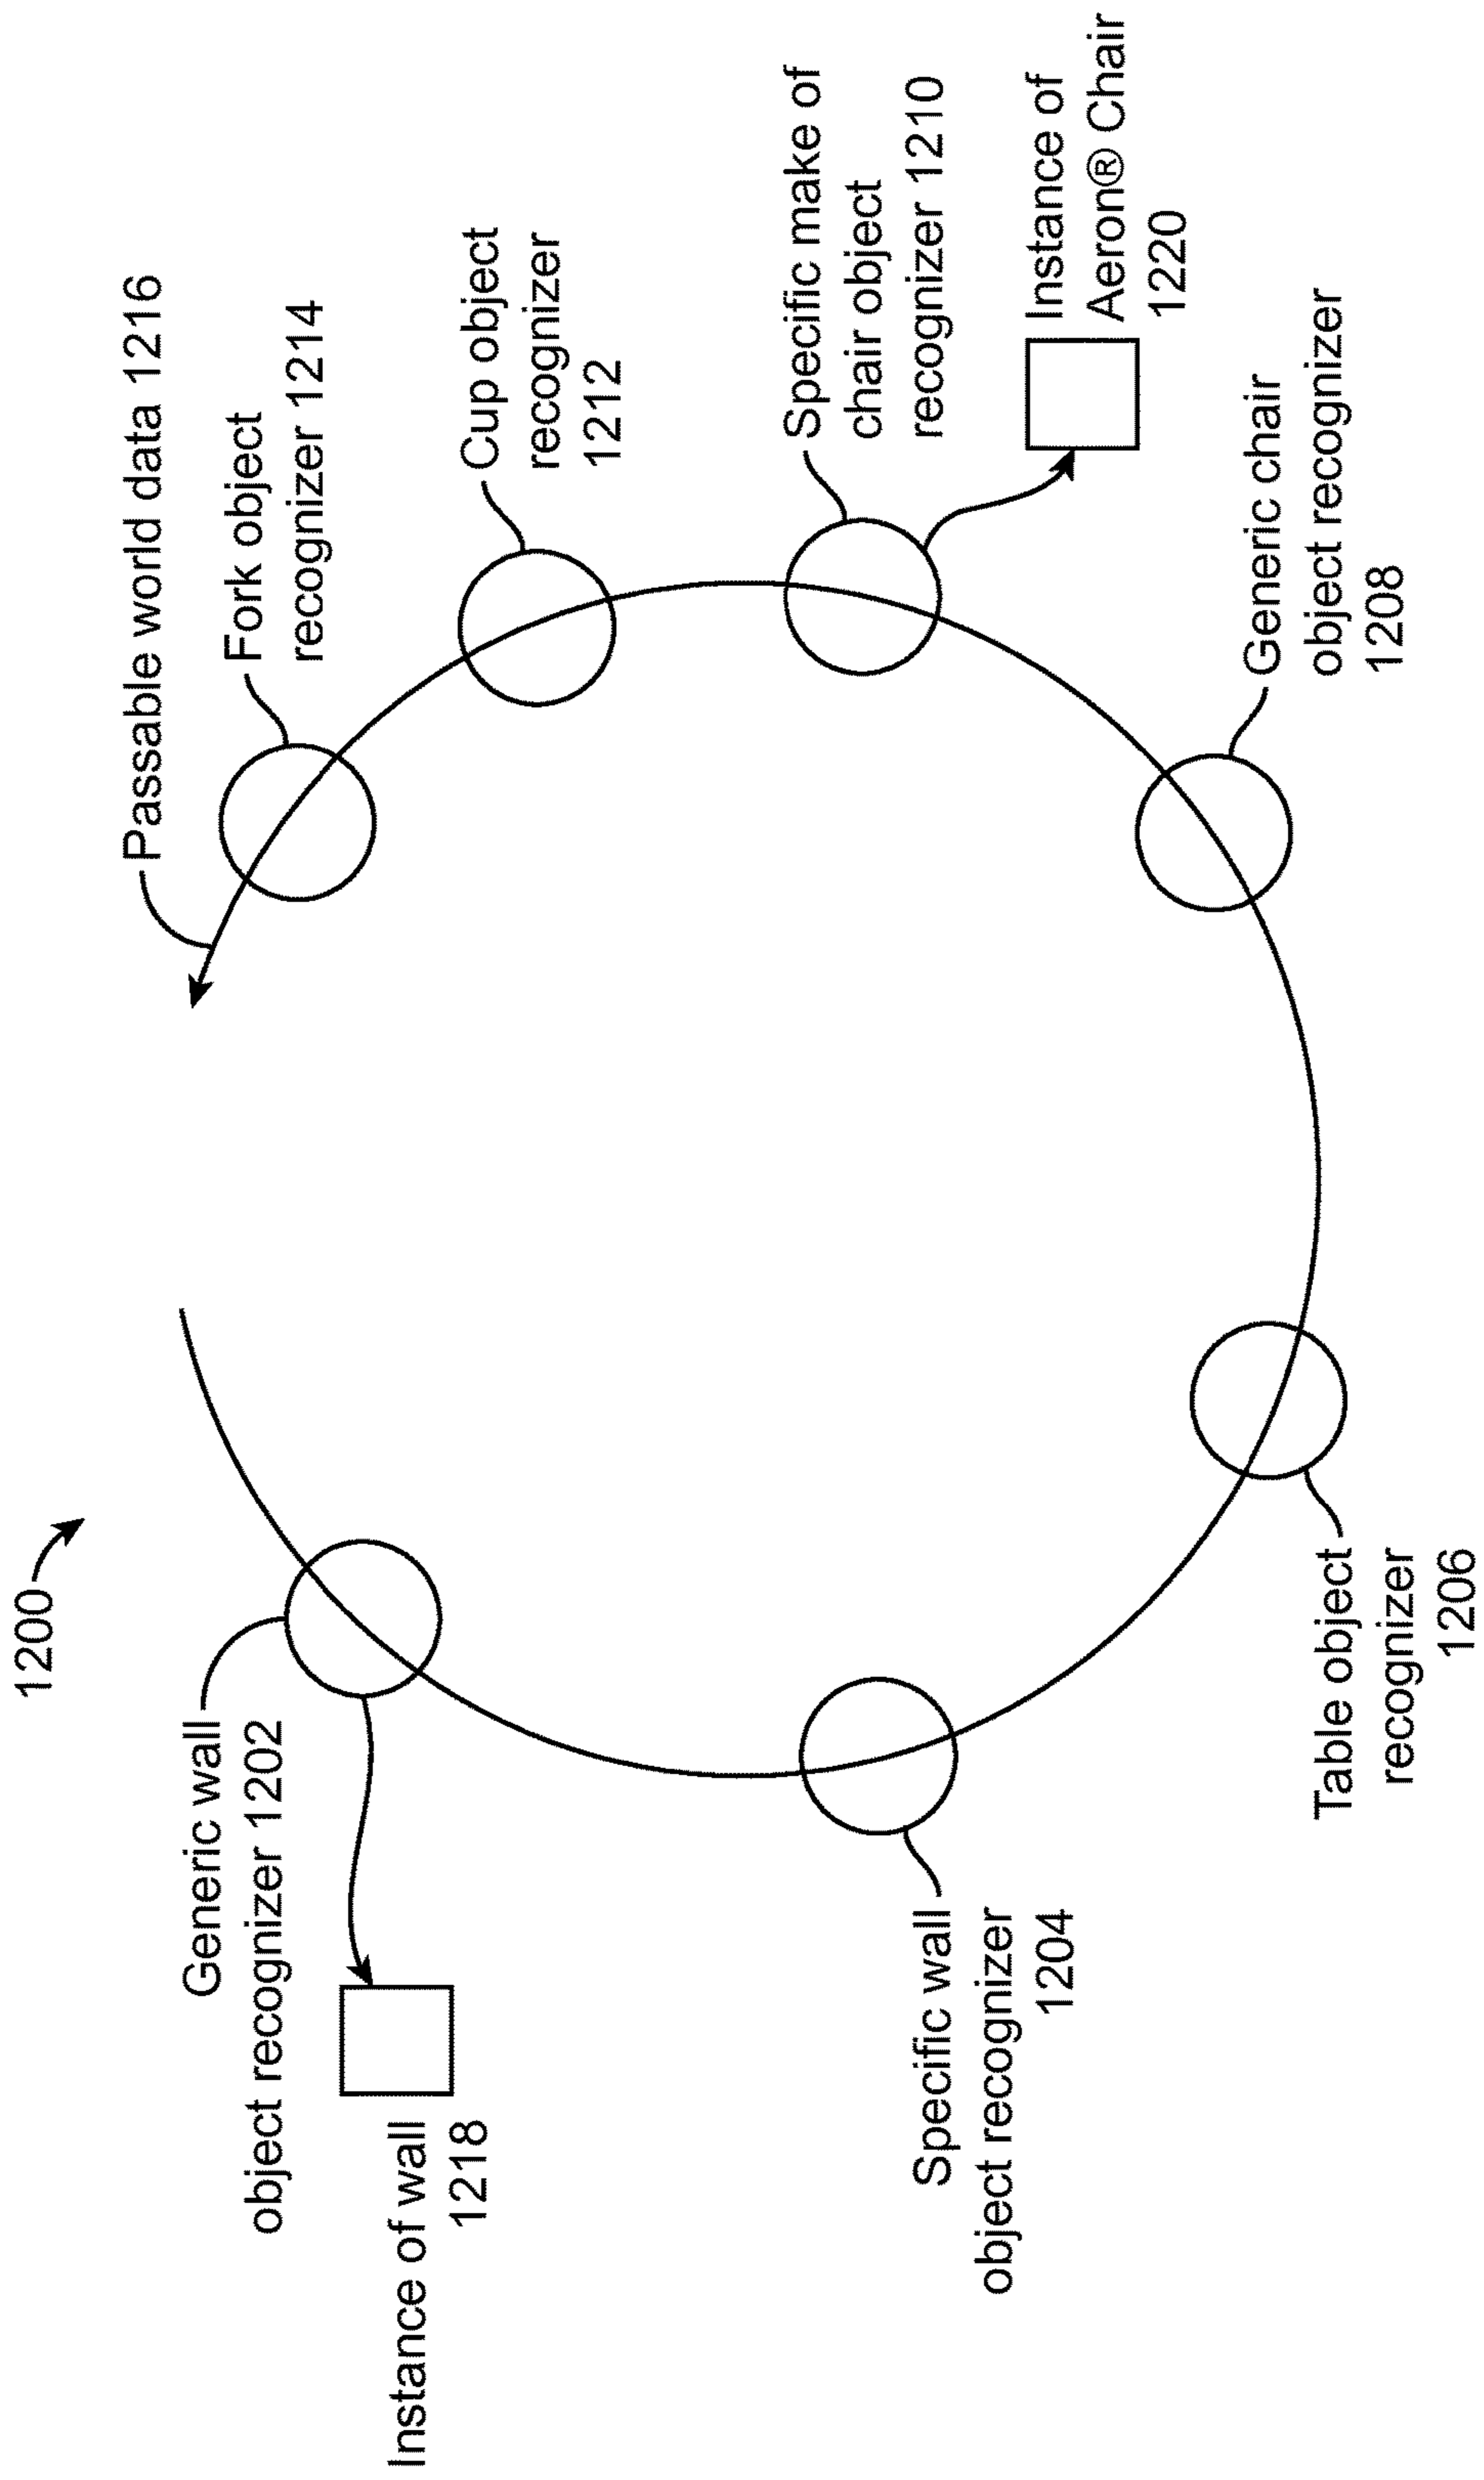 1200
Passable world data 1216
Generic wall
object recognizer 1202
Fork object
recognizer 1214
Instance of wall
1218
Cup object
recognizer
1212
Specific wall
object recognizer
1204
Specific make of
chair object
recognizer 1210
Instance of
Aeron® Chair
1220
Table object
recognizer
1206
Generic chair
object recognizer
1208